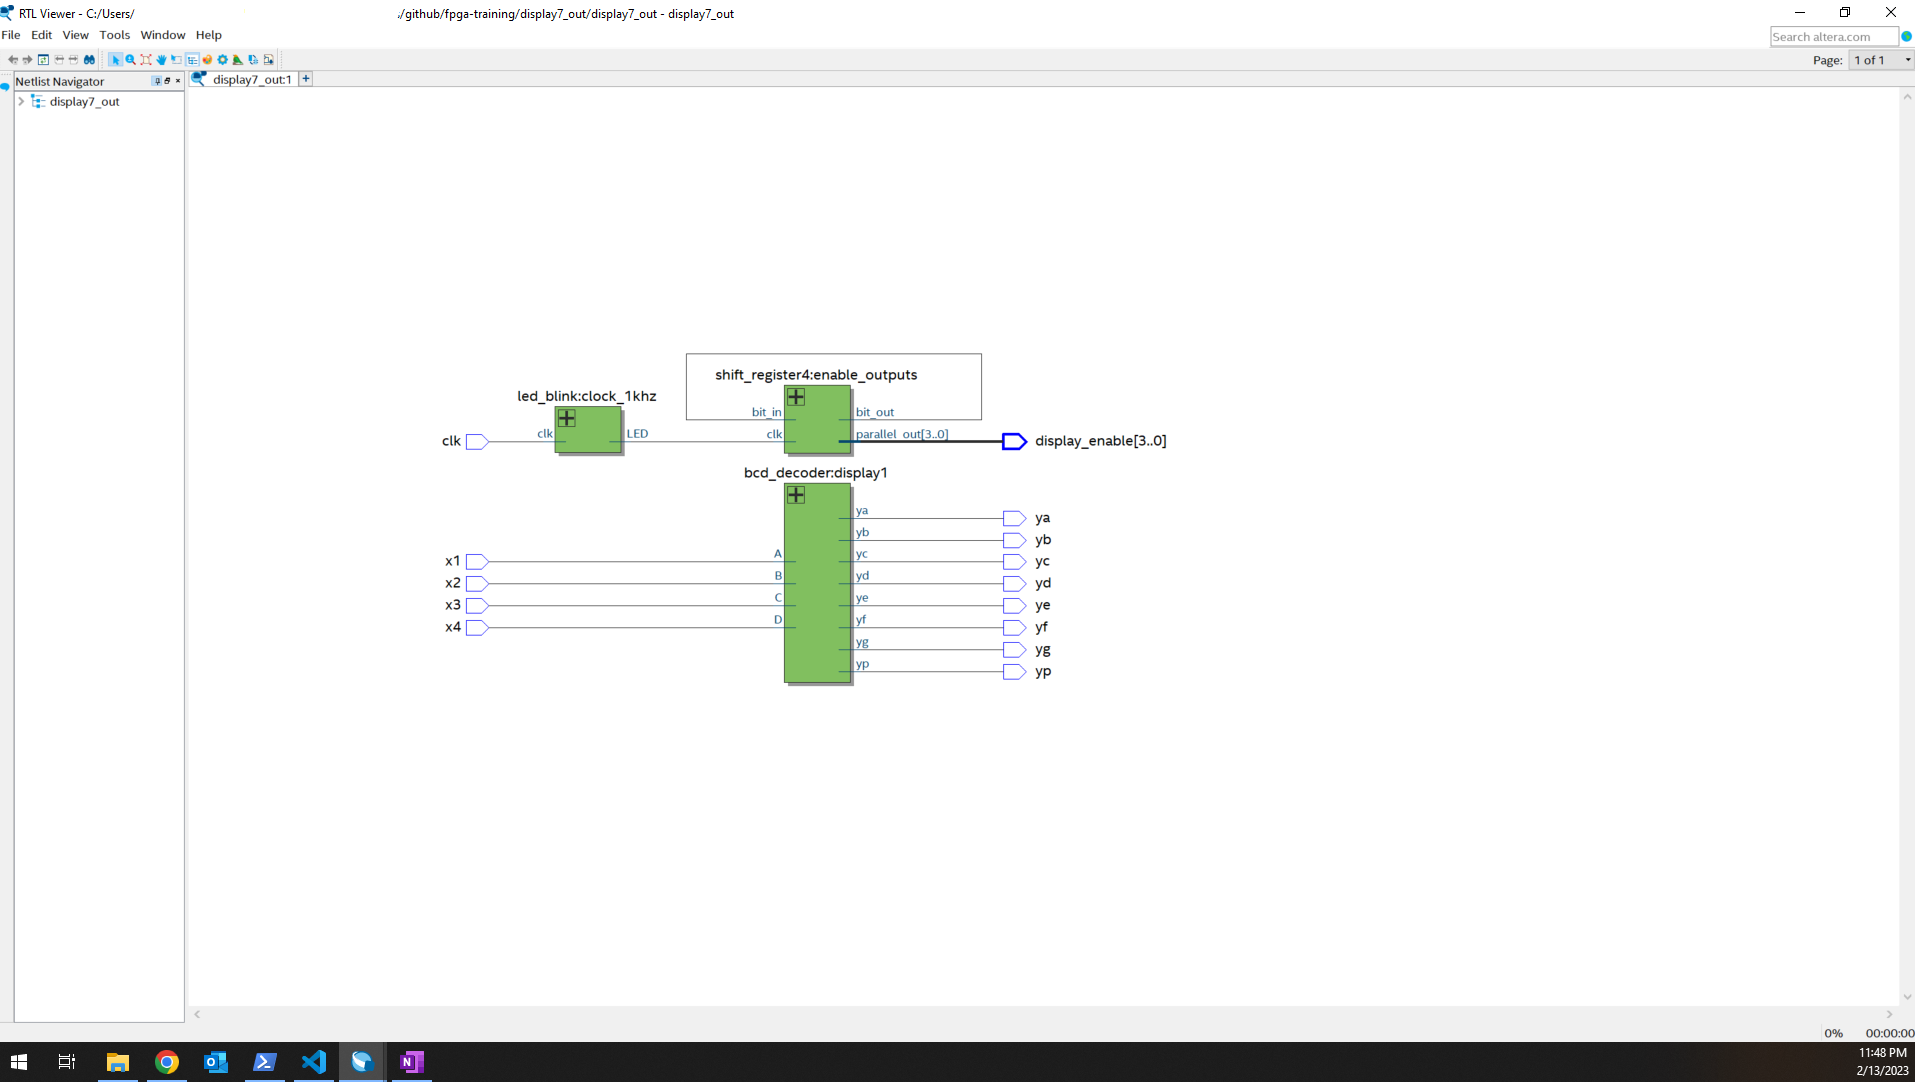 RTL Viewer - C:/Users/ ./github/fpga-training/display7_out/display7_out - display7_out
File Edit View Tools Window Help
Search altera.com
Page: 1 of 1
Netlist Navigator
display7_out:1
display7_out
shift_register4:enable_outputs
led_blink:clock_1khz
bit_in bit_out
clk clk LED clk parallel_out[3..0] display_enable[3..0]
bcd_decoder:display1
ya ya
yb yb
x1 A yc yc
x2 B yd yd
x3 C ye ye
x4 D yf yf
yg yg
yp yp
0% 00:00:00
11:48 PM
2/13/2023